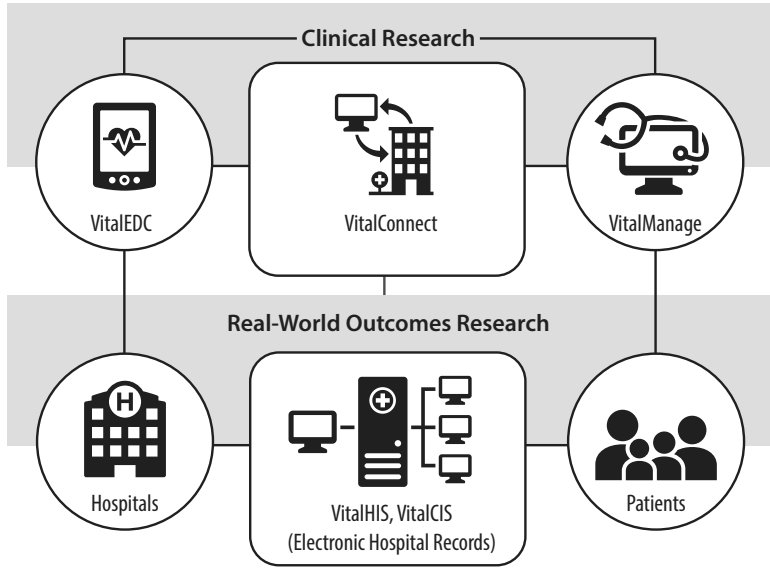 Clinical Research
VitalEDC
VitalConnect
VitalManage
Real-World Outcomes Research
H
Hospitals
VitalHIS, VitalCIS
(Electronic Hospital Records)
Patients